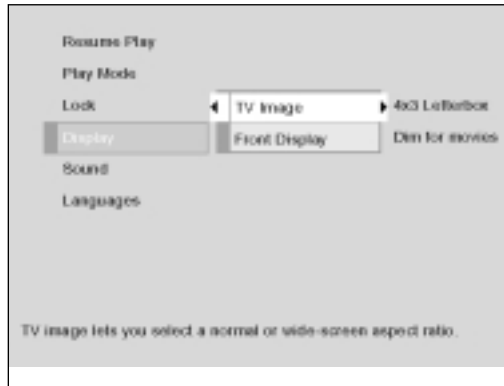 Resume Play
Play Mode
Lock
TV Image
4x3 Letterbox
Display
Front Display
Dim for movies
Sound
Languages
TV image lets you select a normal or wide-screen aspect ratio.